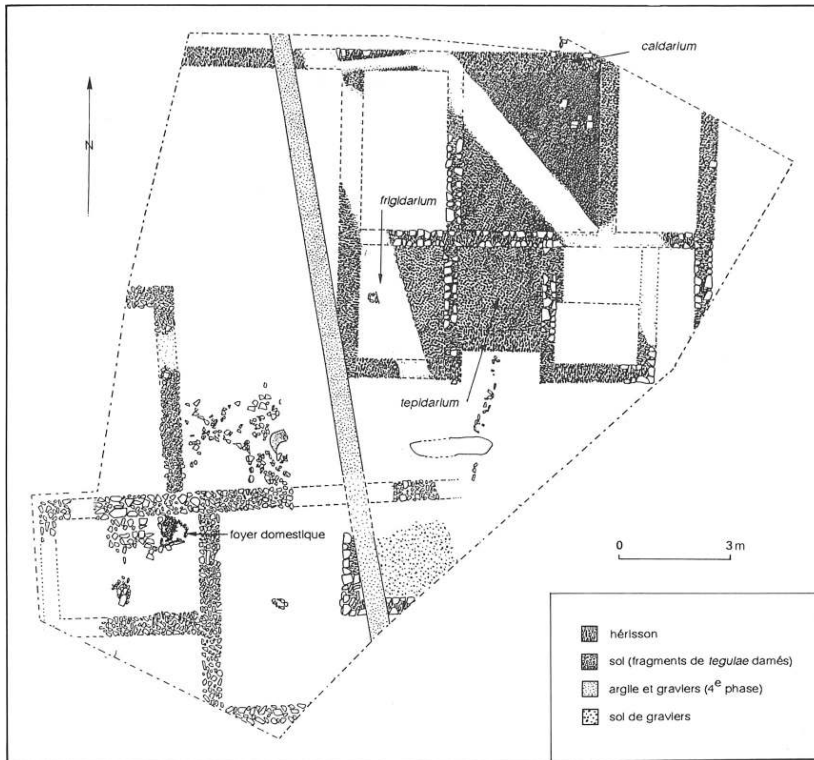 caldarium
N
frigidarium
tepidarium
foyer domestique
0 3 m
hérisson
sol (fragments de tegulae damés)
argile et graviers (4e phase)
sol de graviers